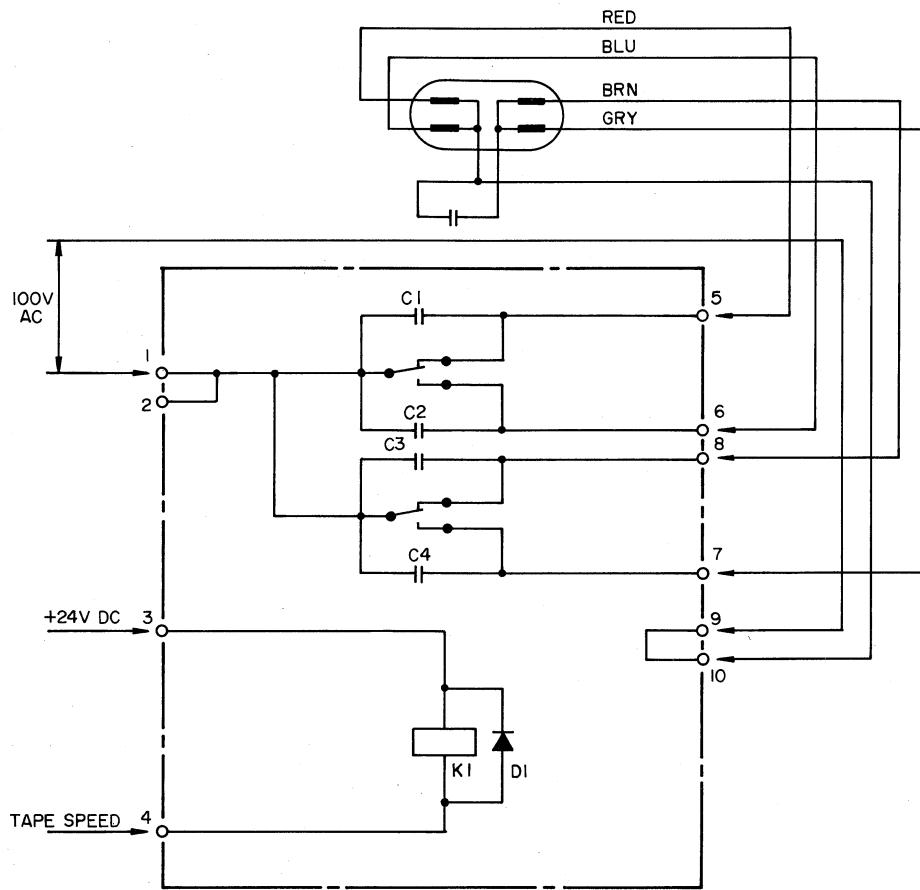 RED
BLU
BRN
GRY
100V
AC
C1
5
1
2
C2
6
C3
8
C4
7
+24V DC 3
9
10
K1
D1
TAPE SPEED 4